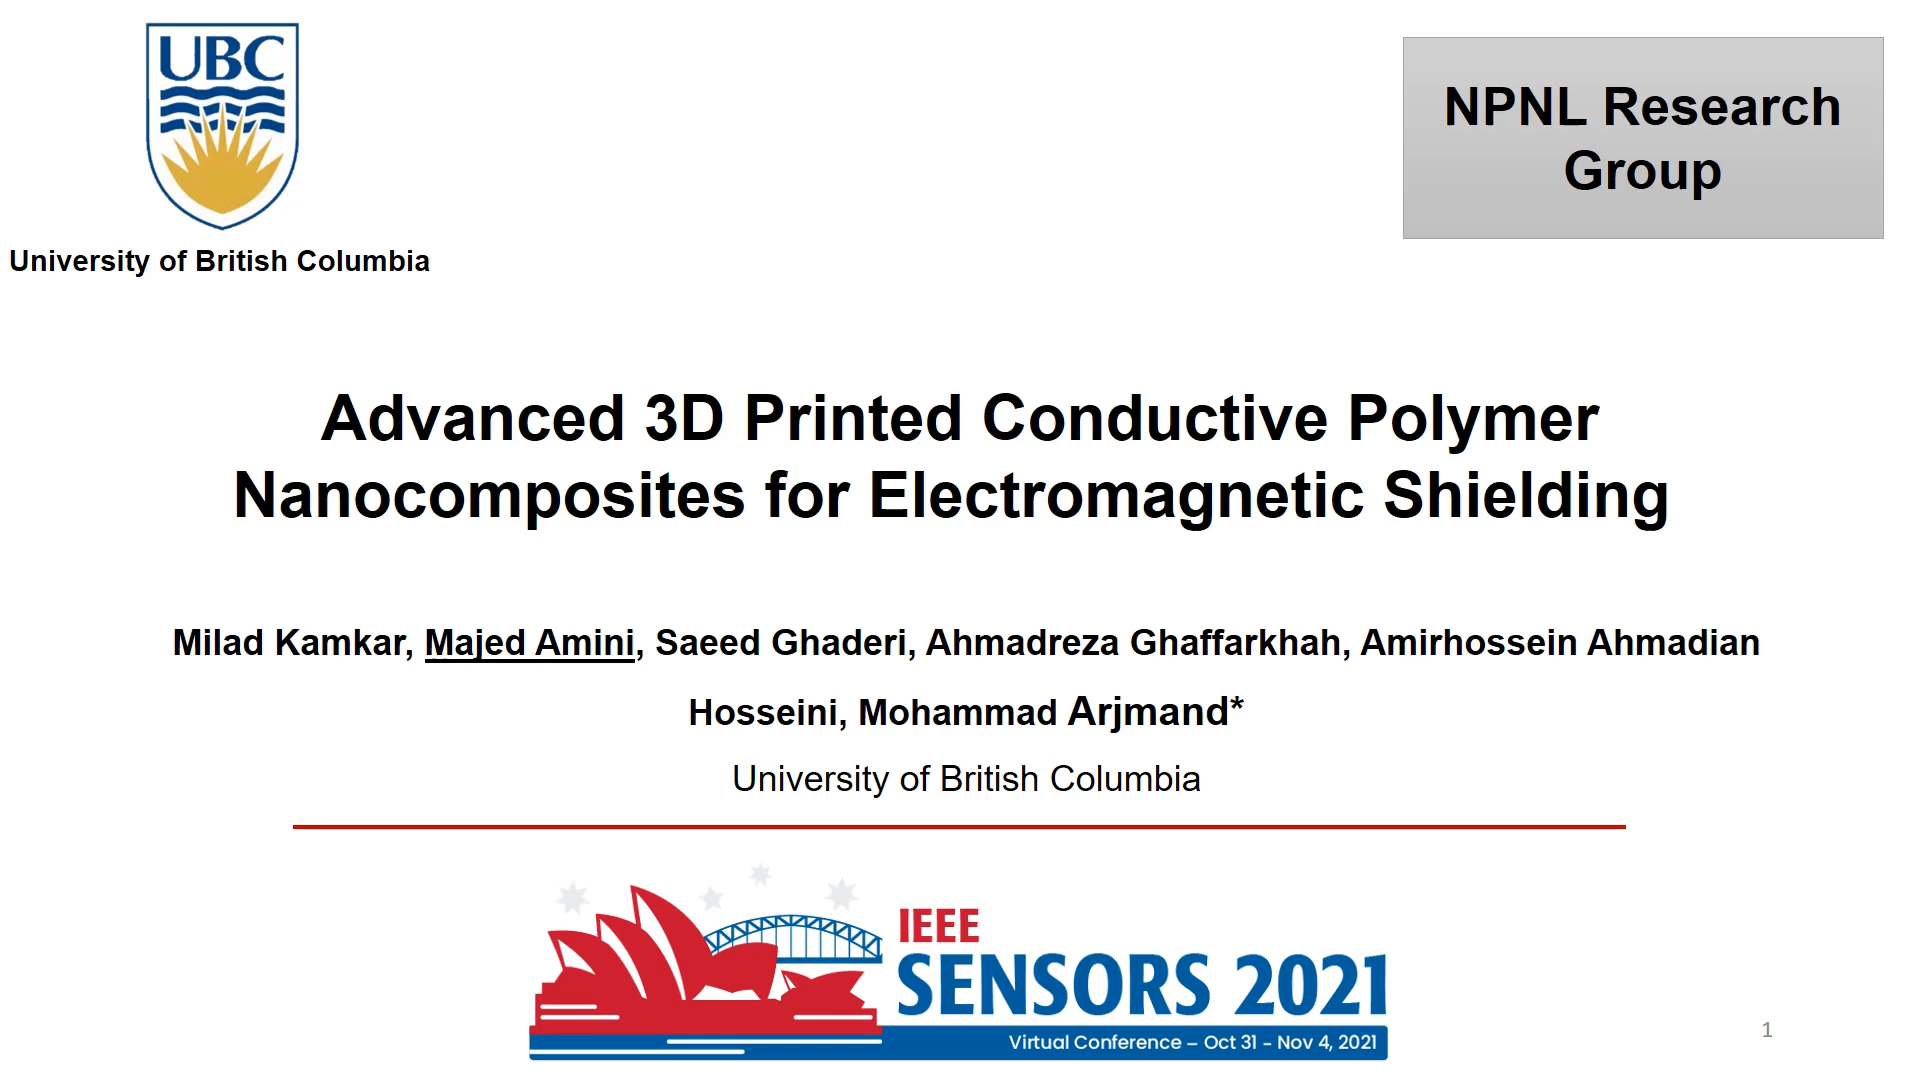 UBC
University of British Columbia
NPNL Research
Group
Advanced 3D Printed Conductive Polymer
Nanocomposites for Electromagnetic Shielding
Milad Kamkar, Majed Amini, Saeed Ghaderi, Ahmadreza Ghaffarkhah, Amirhossein Ahmadian
Hosseini, Mohammad Arjmand*
University of British Columbia
IEEE
SENSORS 2021
Virtual Conference – Oct 31 - Nov 4, 2021
1